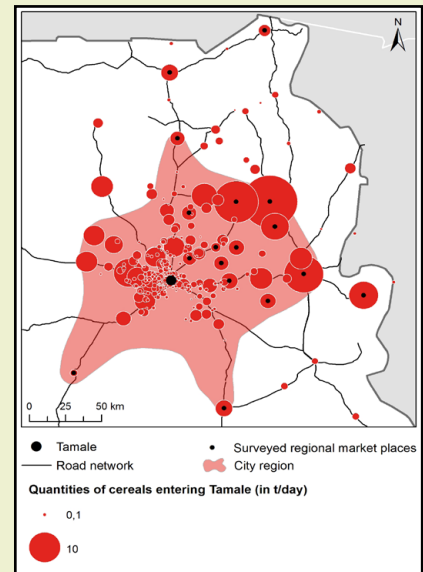 N
0 25 50 km
Tamale
Surveyed regional market places
Road network
City region
Quantities of cereals entering Tamale (in t/day)
0,1
10